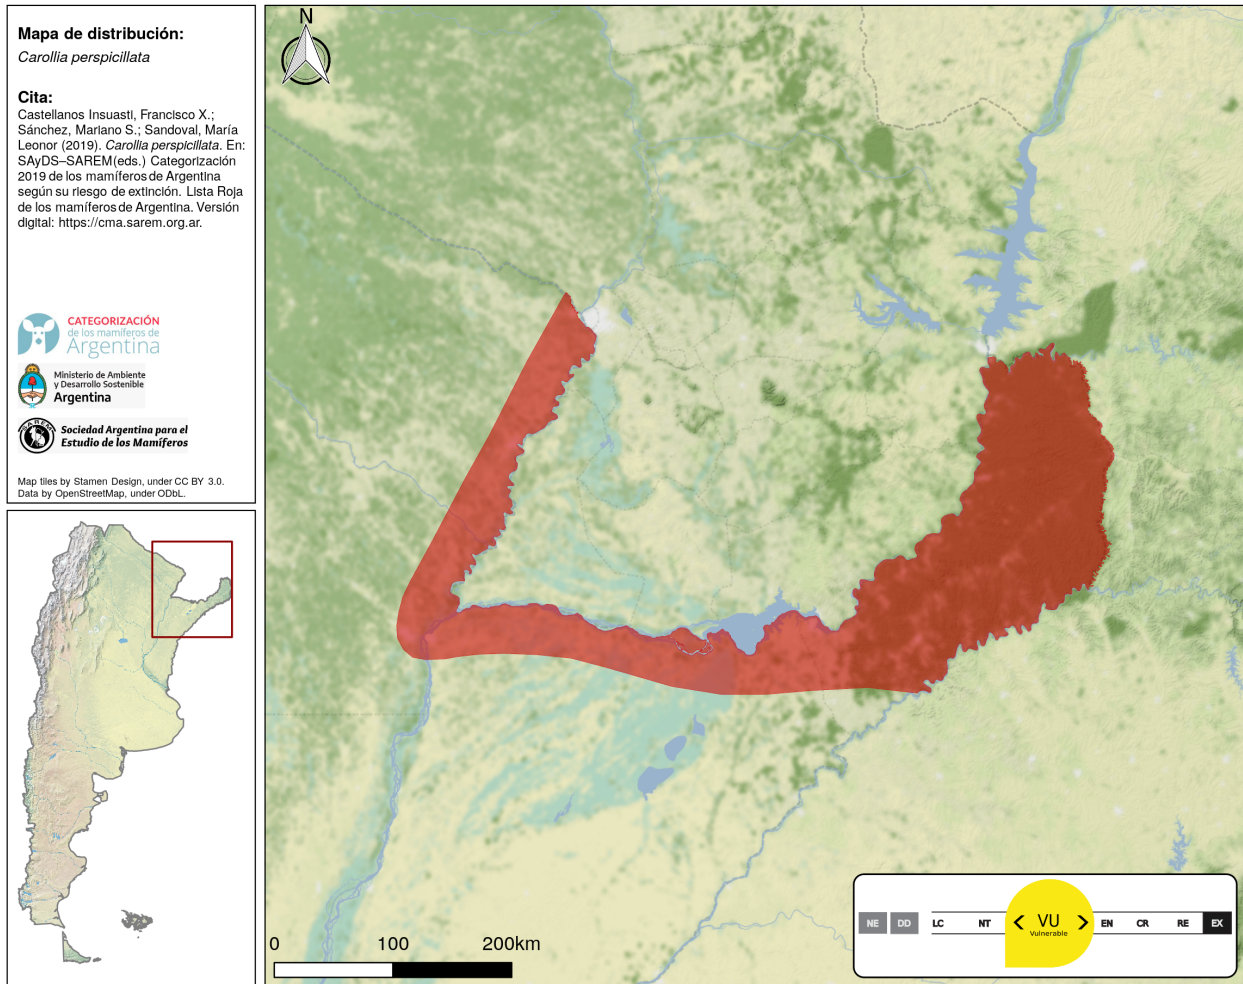 Mapa de distribución:
Carollia perspicillata
Cita:
Castellanos Insuasti, Francisco X.;
Sánchez, Mariano S.; Sandoval, María
Leonor (2019). Carollia perspicillata. En:
SAyDS–SAREM(eds.) Categorización
2019 de los mamíferos de Argentina
según su riesgo de extinción. Lista Roja
de los mamíferos de Argentina. Versión
digital: https://cma.sarem.org.ar.
CATEGORIZACIÓN
de los mamíferos de
Argentina
Ministerio de Ambiente
y Desarrollo Sostenible
Argentina
SAREM
Sociedad Argentina para el
Estudio de los Mamíferos
Map tiles by Stamen Design, under CC BY 3.0.
Data by OpenStreetMap, under ODbL.
N
0 100 200km
NE DD LC NT VU EN CR RE EX
Vulnerable